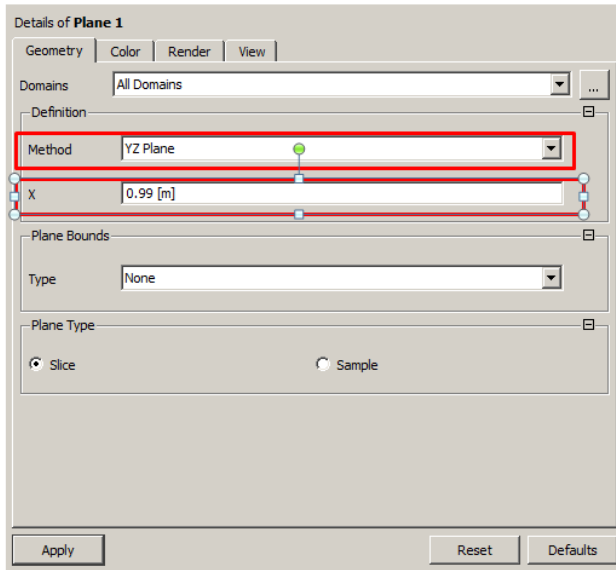 Details of Plane 1
Geometry Color Render View
Domains All Domains ...
Definition
Method YZ Plane
X 0.99 [m]
Plane Bounds
Type None
Plane Type
Slice Sample
Apply Reset Defaults